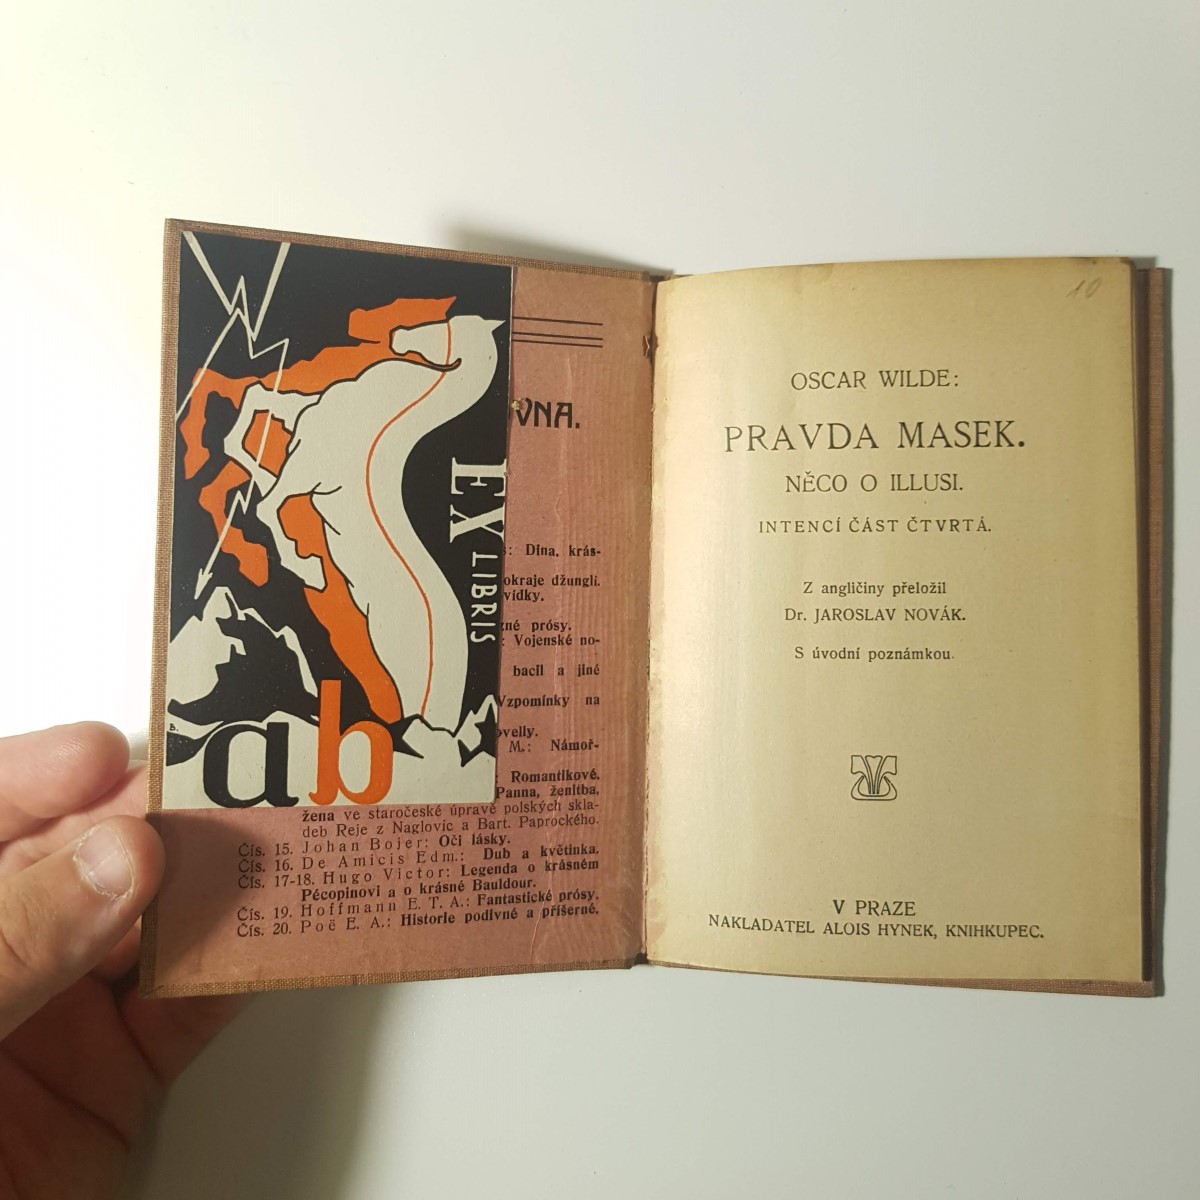 EX
LIBRIS
ab
B.
VNA.
Dina, krás-
okraje džunglí.
vidky.
zné prósy.
Vojenské no-
bacil a jiné
Vzpomínky na
ovelly.
M.: Námoř-
Romantikové.
Panna, ženitba,
žena ve staročeské úpravě polských skla-
deb Reje z Naglovic a Bart. Paprockého.
Čís. 15. Johan Bojer: Oči lásky.
Čís. 16. De Amicis Edm.: Dub a květinka.
Čís. 17-18. Hugo Victor: Legenda o krásném
Pécopinovi a o krásné Bauldour.
Čís. 19. Hoffmann E. T. A.: Fantastické prósy.
Čís. 20. Poë E. A.: Historie podivné a příšerné.
10
OSCAR WILDE:
PRAVDA MASEK.
NĚCO O ILLUSI.
INTENCÍ ČÁST ČTVRTÁ.
Z angličiny přeložil
Dr. JAROSLAV NOVÁK.
S úvodní poznámkou.
V PRAZE
NAKLADATEL ALOIS HYNEK, KNIHKUPEC.